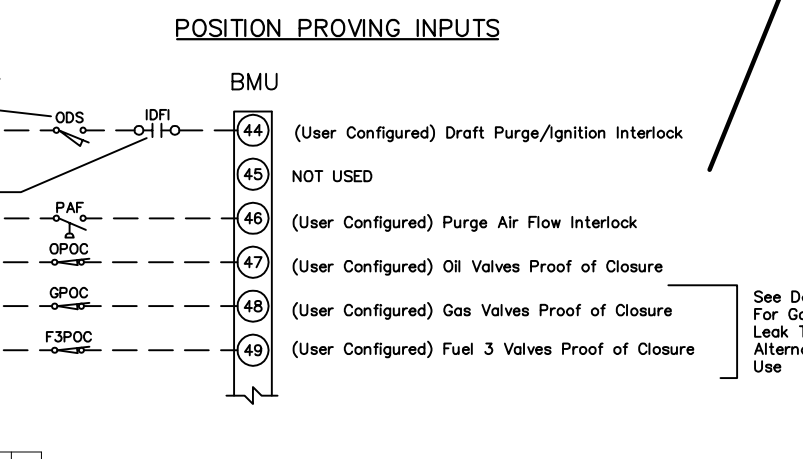 POSITION PROVING INPUTS
BMU
ODS
IDFI
44
(User Configured) Draft Purge/Ignition Interlock
45
NOT USED
PAF
46
(User Configured) Purge Air Flow Interlock
OPOC
47
(User Configured) Oil Valves Proof of Closure
GPOC
48
(User Configured) Gas Valves Proof of Closure
F3POC
49
(User Configured) Fuel 3 Valves Proof of Closure
See
For
Leak
Use